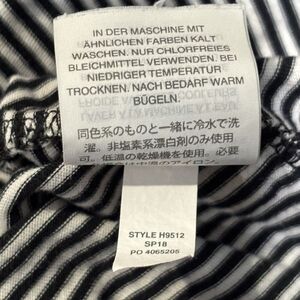 IN DER MASCHINE MIT
ÄHNLICHEN FARBEN KALT
WASCHEN. NUR CHLORFREIES
BLEICHMITTEL VERWENDEN. BEI
NIEDRIGER TEMPERATUR
TROCKNEN. NACH BEDARF WARM
BÜGELN.
同色系のものと一緒に冷水で洗
濯。非塩素系漂白剤のみ使用
可。低温の乾燥機を使用。必要
STYLE H9512
SP18
PO 4065205